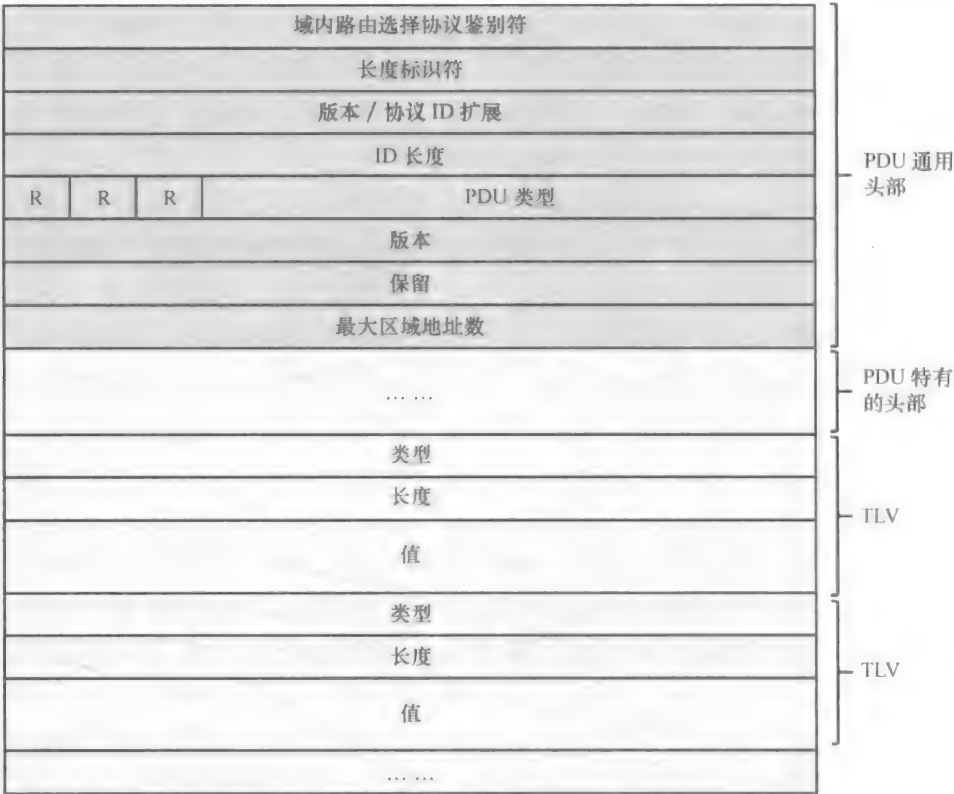 域内路由选择协议鉴别符
长度标识符
版本 / 协议 ID 扩展
ID 长度
R R R PDU 类型
版本
保留
最大区域地址数
PDU 通用
头部
... ...
PDU 特有
的头部
类型
长度
值
TLV
类型
长度
值
TLV
... ...